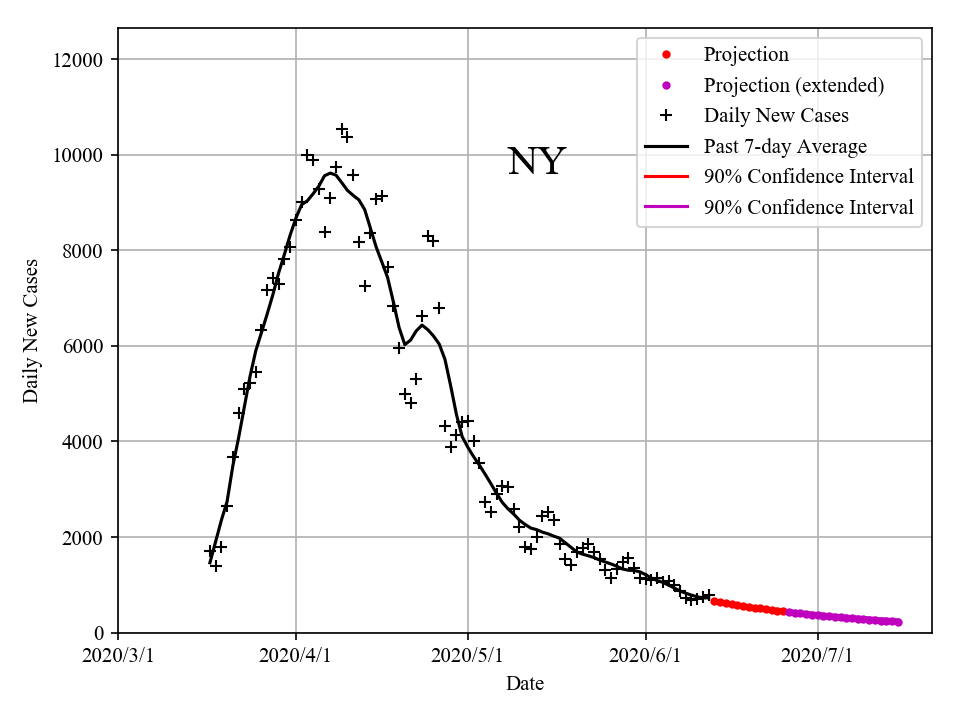 12000
10000
8000
6000
4000
2000
0
Daily New Cases
2020/3/1
2020/4/1
2020/5/1
2020/6/1
2020/7/1
Date
NY
Projection
Projection (extended)
Daily New Cases
Past 7-day Average
90% Confidence Interval
90% Confidence Interval